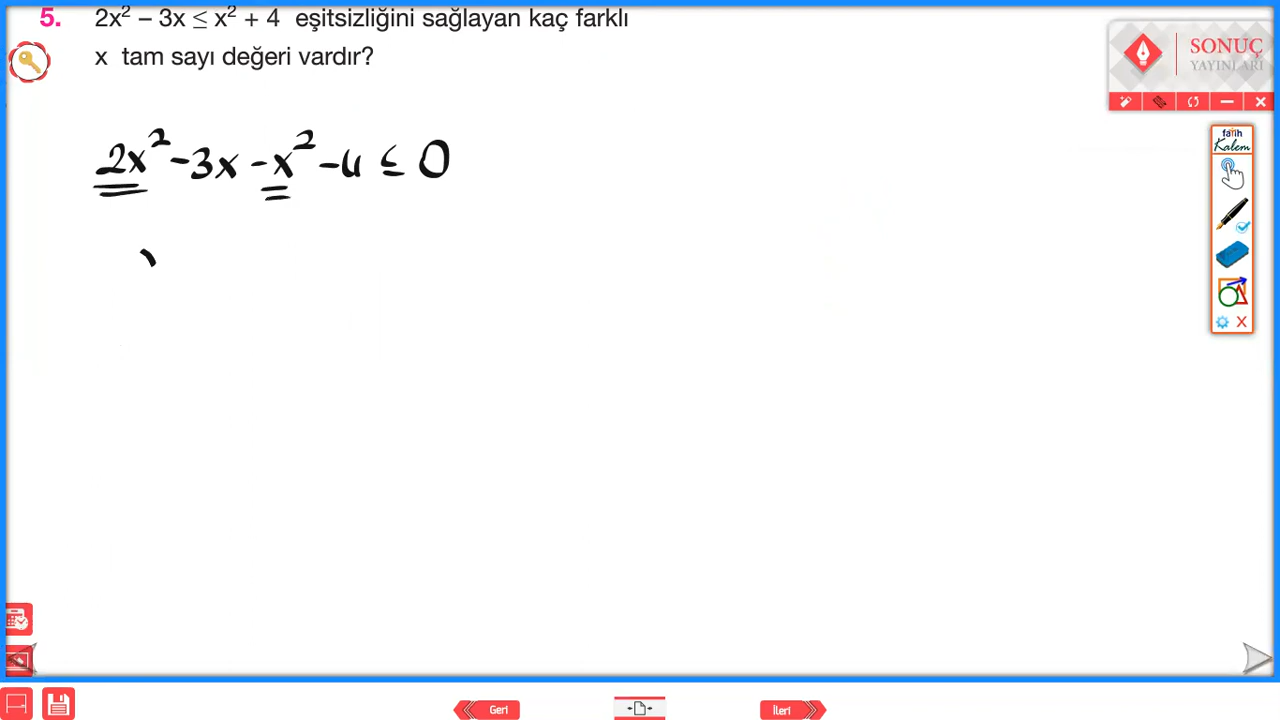 5. 2x² – 3x ≤ x² + 4 eşitsizliğini sağlayan kaç farklı
x tam sayı değeri vardır?
2x² - 3x - x² - 4 ≤ 0
SONUÇ
YAYINLARI
fatih
Kalem
Geri
İleri